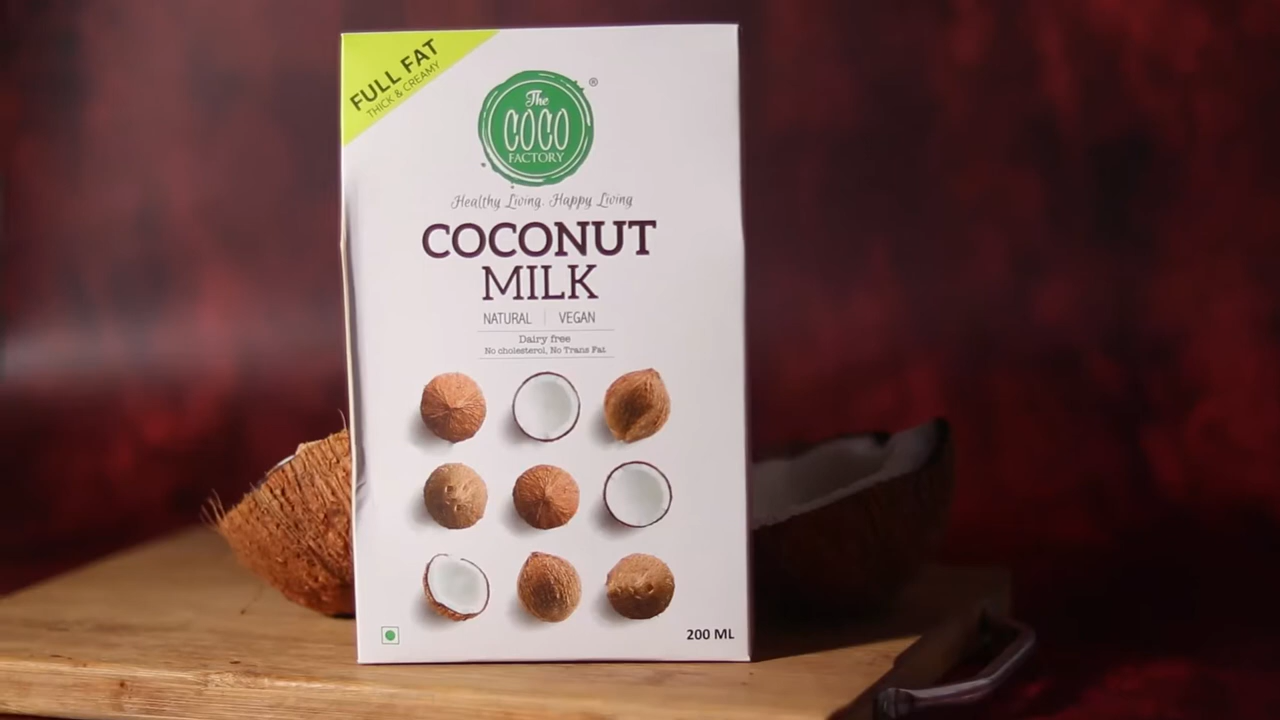 FULL FAT
THICK & CREAMY
The
COCO
FACTORY
®
Healthy Living. Happy Living
COCONUT
MILK
NATURAL | VEGAN
Dairy free
No cholesterol, No Trans Fat
200 ML